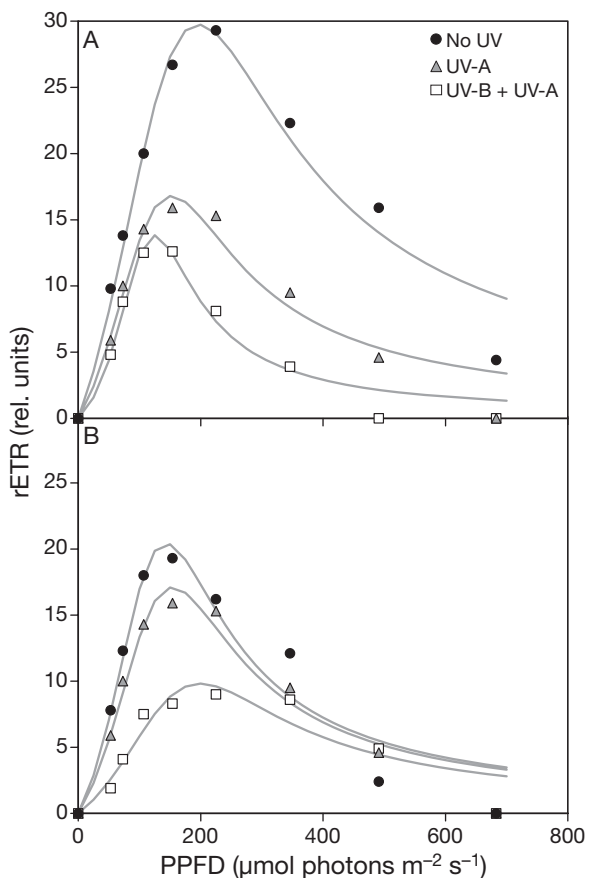 30
A
No UV
25
UV-A
UV-B + UV-A
20
15
10
5
0
rETR (rel. units)
B
25
20
15
10
5
0
0 200 400 600 800
PPFD (µmol photons m⁻² s⁻¹)